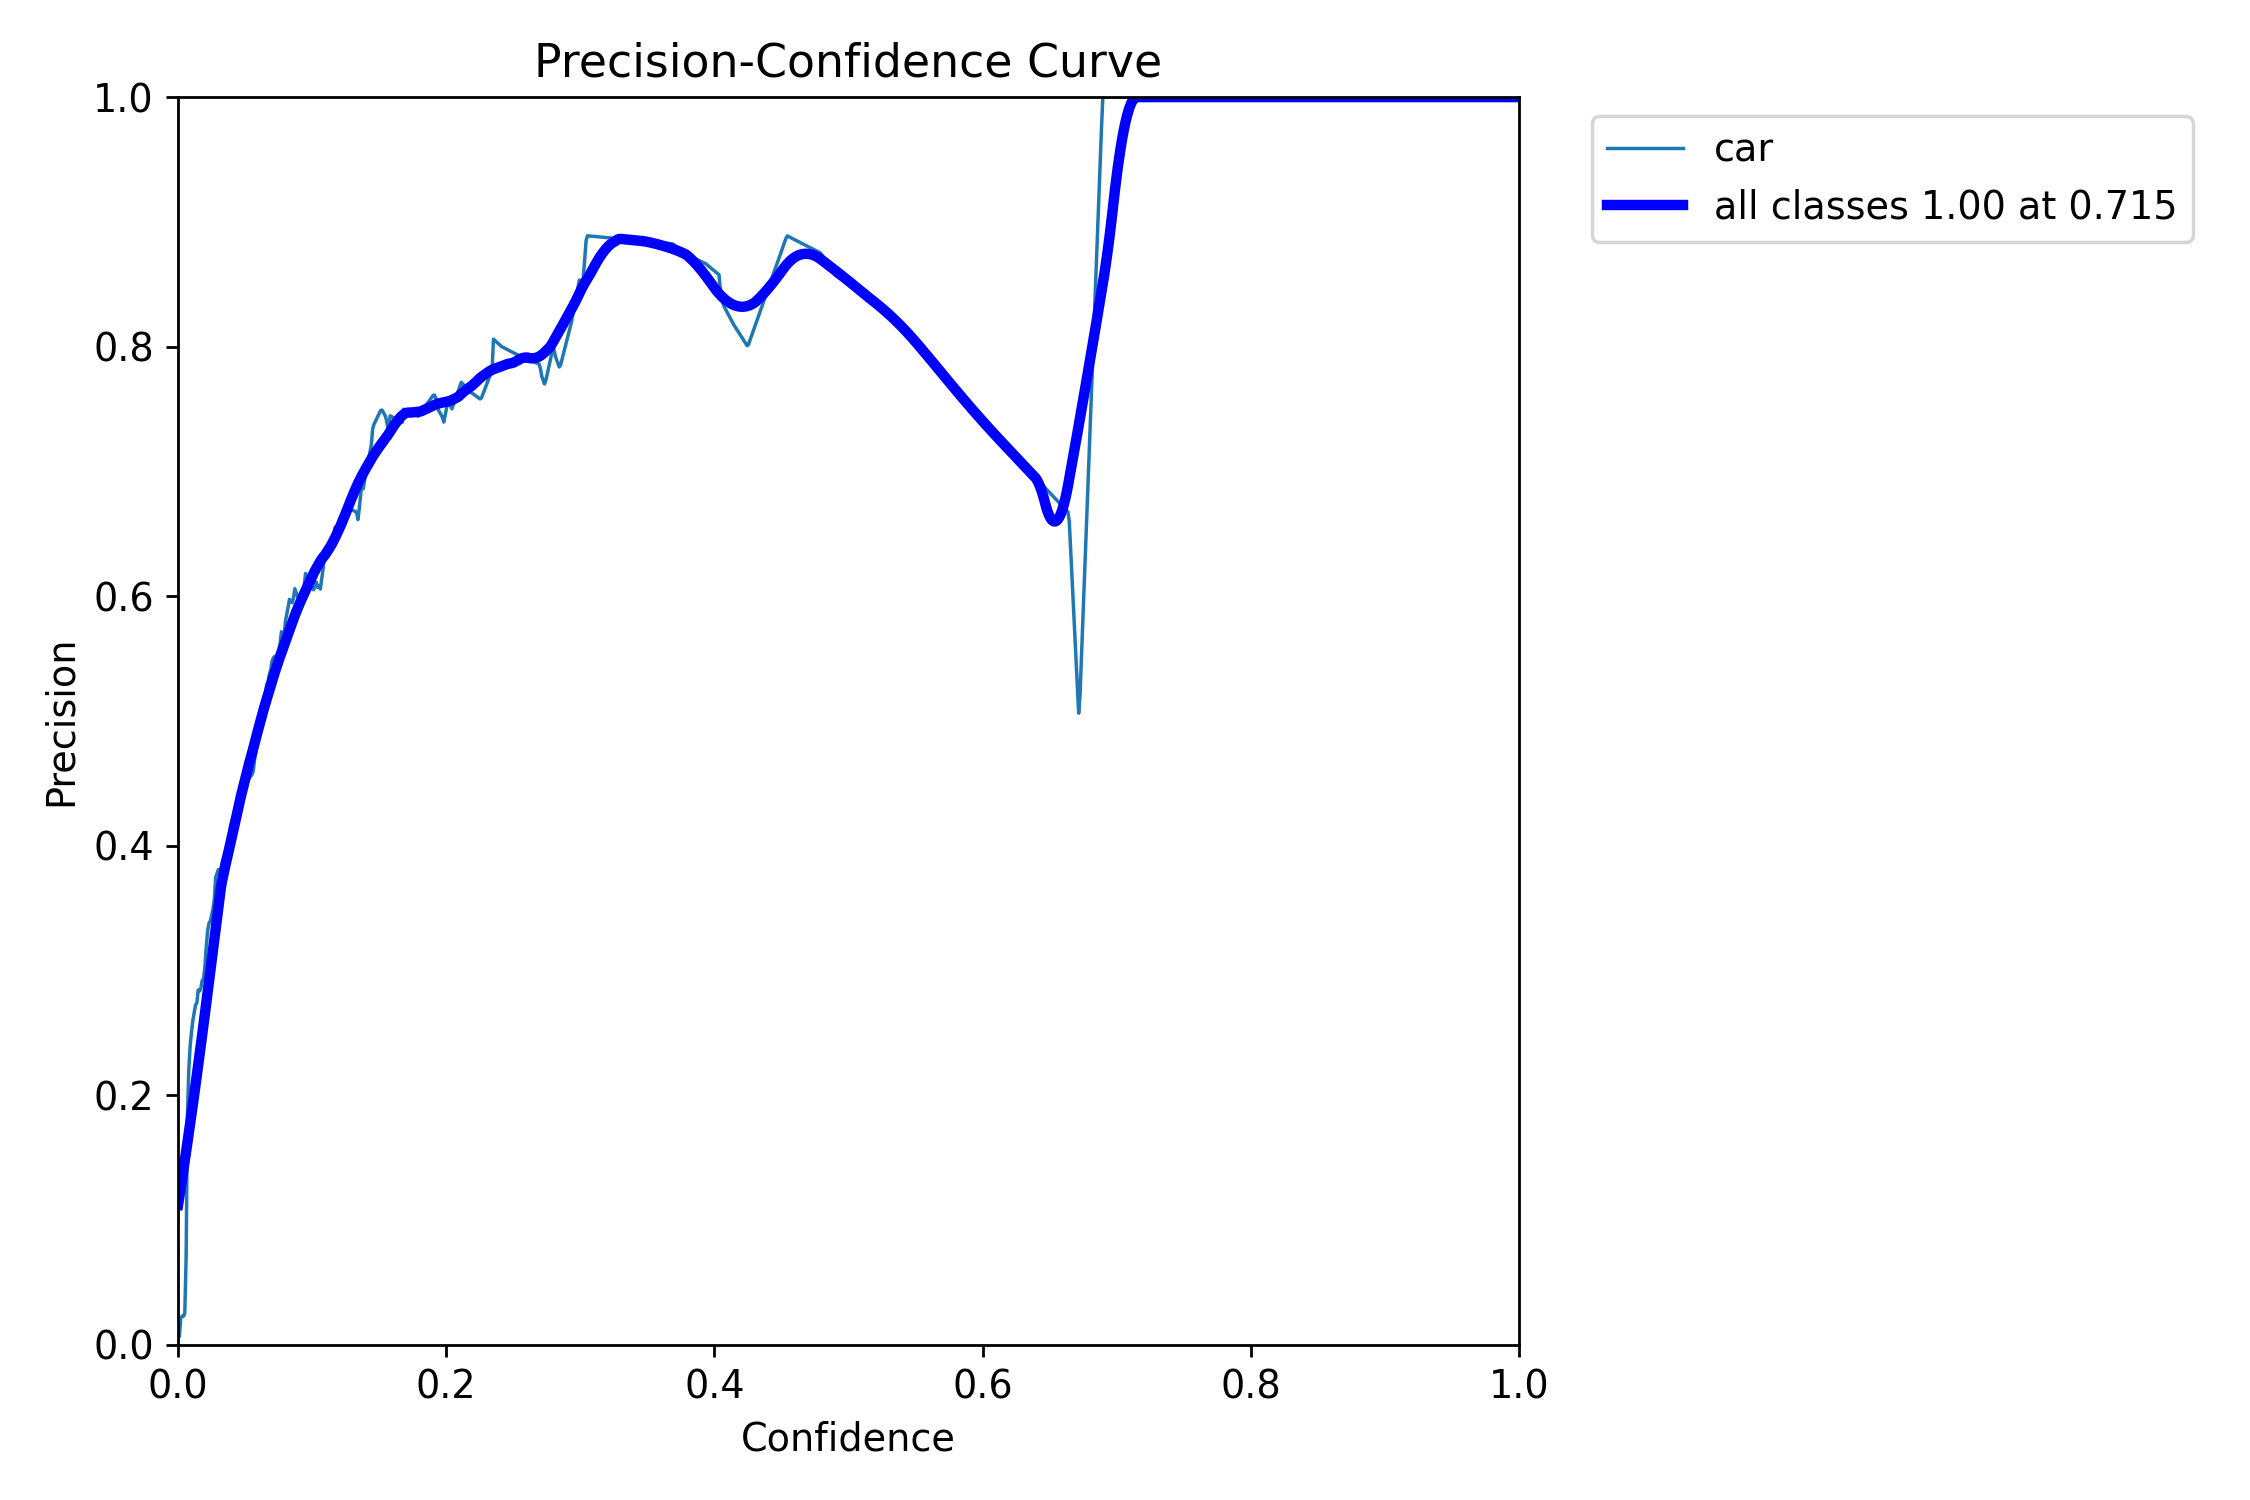 Precision-Confidence Curve
1.0
0.8
0.6
0.4
0.2
0.0
Precision
0.0 0.2 0.4 0.6 0.8 1.0
Confidence
car
all classes 1.00 at 0.715